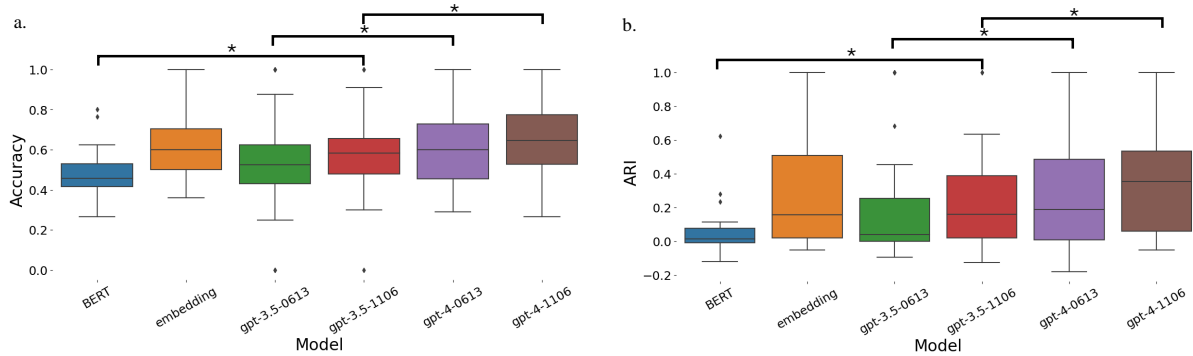 a.
*
*
*
1.0
0.8
0.6
0.4
0.2
0.0
Accuracy
BERT
embedding
gpt-3.5-0613
gpt-3.5-1106
gpt-4-0613
gpt-4-1106
Model
b.
*
*
*
1.0
0.8
0.6
0.4
0.2
0.0
−0.2
ARI
BERT
embedding
gpt-3.5-0613
gpt-3.5-1106
gpt-4-0613
gpt-4-1106
Model